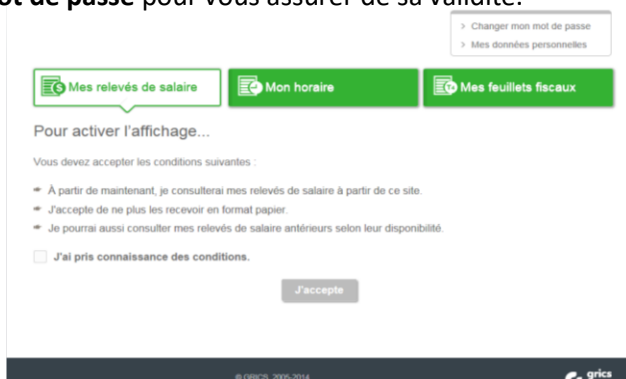 ot de passe pour vous assurer de sa validité.
> Changer mon mot de passe
> Mes données personnelles
Mes relevés de salaire
Mon horaire
Mes feuillets fiscaux
Pour activer l'affichage...
Vous devez accepter les conditions suivantes :
À partir de maintenant, je consulterai mes relevés de salaire à partir de ce site.
J'accepte de ne plus les recevoir en format papier.
Je pourrai aussi consulter mes relevés de salaire antérieurs selon leur disponibilité.
J'ai pris connaissance des conditions.
J'accepte
© GRICS, 2005-2014
grics